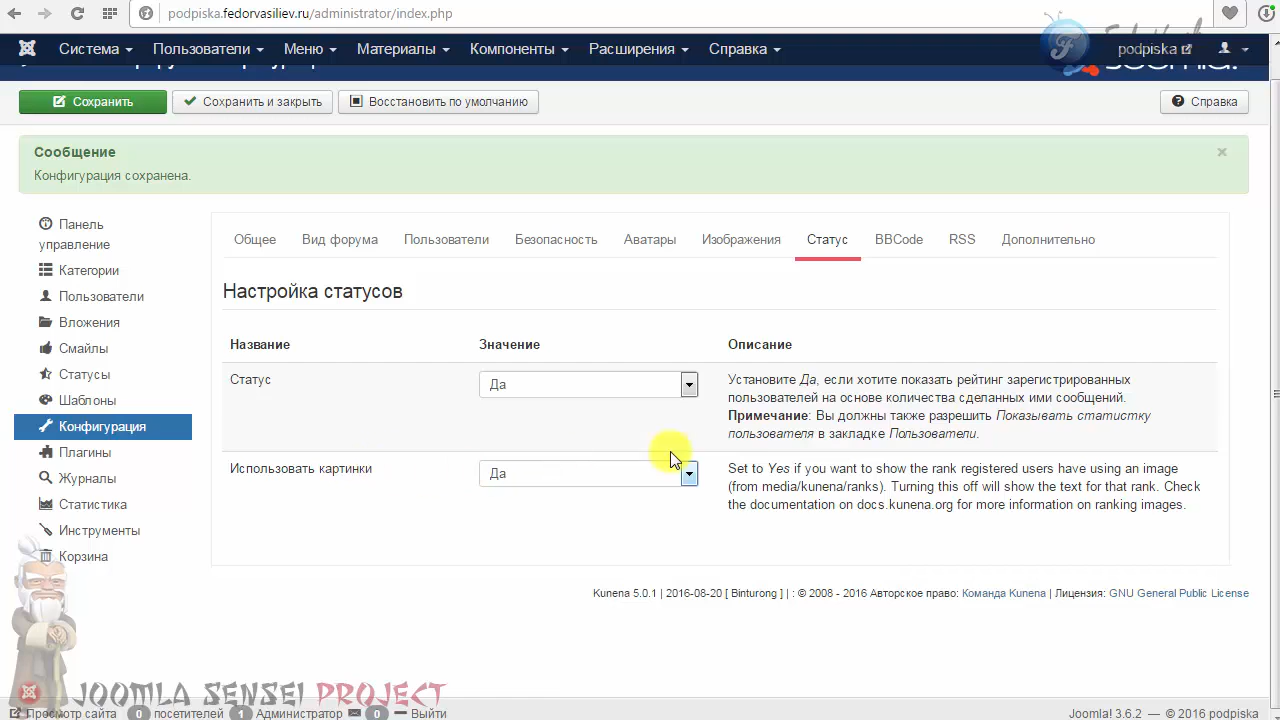 podpiska.fedorvasiliev.ru/administrator/index.php
Система Пользователи Меню Материалы Компоненты Расширения Справка podpiska
Сохранить Сохранить и закрыть Восстановить по умолчанию Справка
Сообщение ×
Конфигурация сохранена.
Панель управление
Категории
Пользователи
Вложения
Смайлы
Статусы
Шаблоны
Конфигурация
Плагины
Журналы
Статистика
Инструменты
Корзина
Общее Вид форума Пользователи Безопасность Аватары Изображения Статус BBCode RSS Дополнительно
Настройка статусов
Название Значение Описание
Статус Да
Установите Да, если хотите показать рейтинг зарегистрированных
пользователей на основе количества сделанных ими сообщений.
Примечание: Вы должны также разрешить Показывать статистку
пользователя в закладке Пользователи.
Использовать картинки Да
Set to Yes if you want to show the rank registered users have using an image
(from media/kunena/ranks). Turning this off will show the text for that rank. Check
the documentation on docs.kunena.org for more information on ranking images.
Kunena 5.0.1 | 2016-08-20 [ Binturong ] | : © 2008 - 2016 Авторское право: Команда Kunena | Лицензия: GNU General Public License
JOOMLA SENSEI PROJECT
Просмотр сайта 0 посетителей 1 Администратор 0 Выйти Joomla! 3.6.2 — © 2016 podpiska